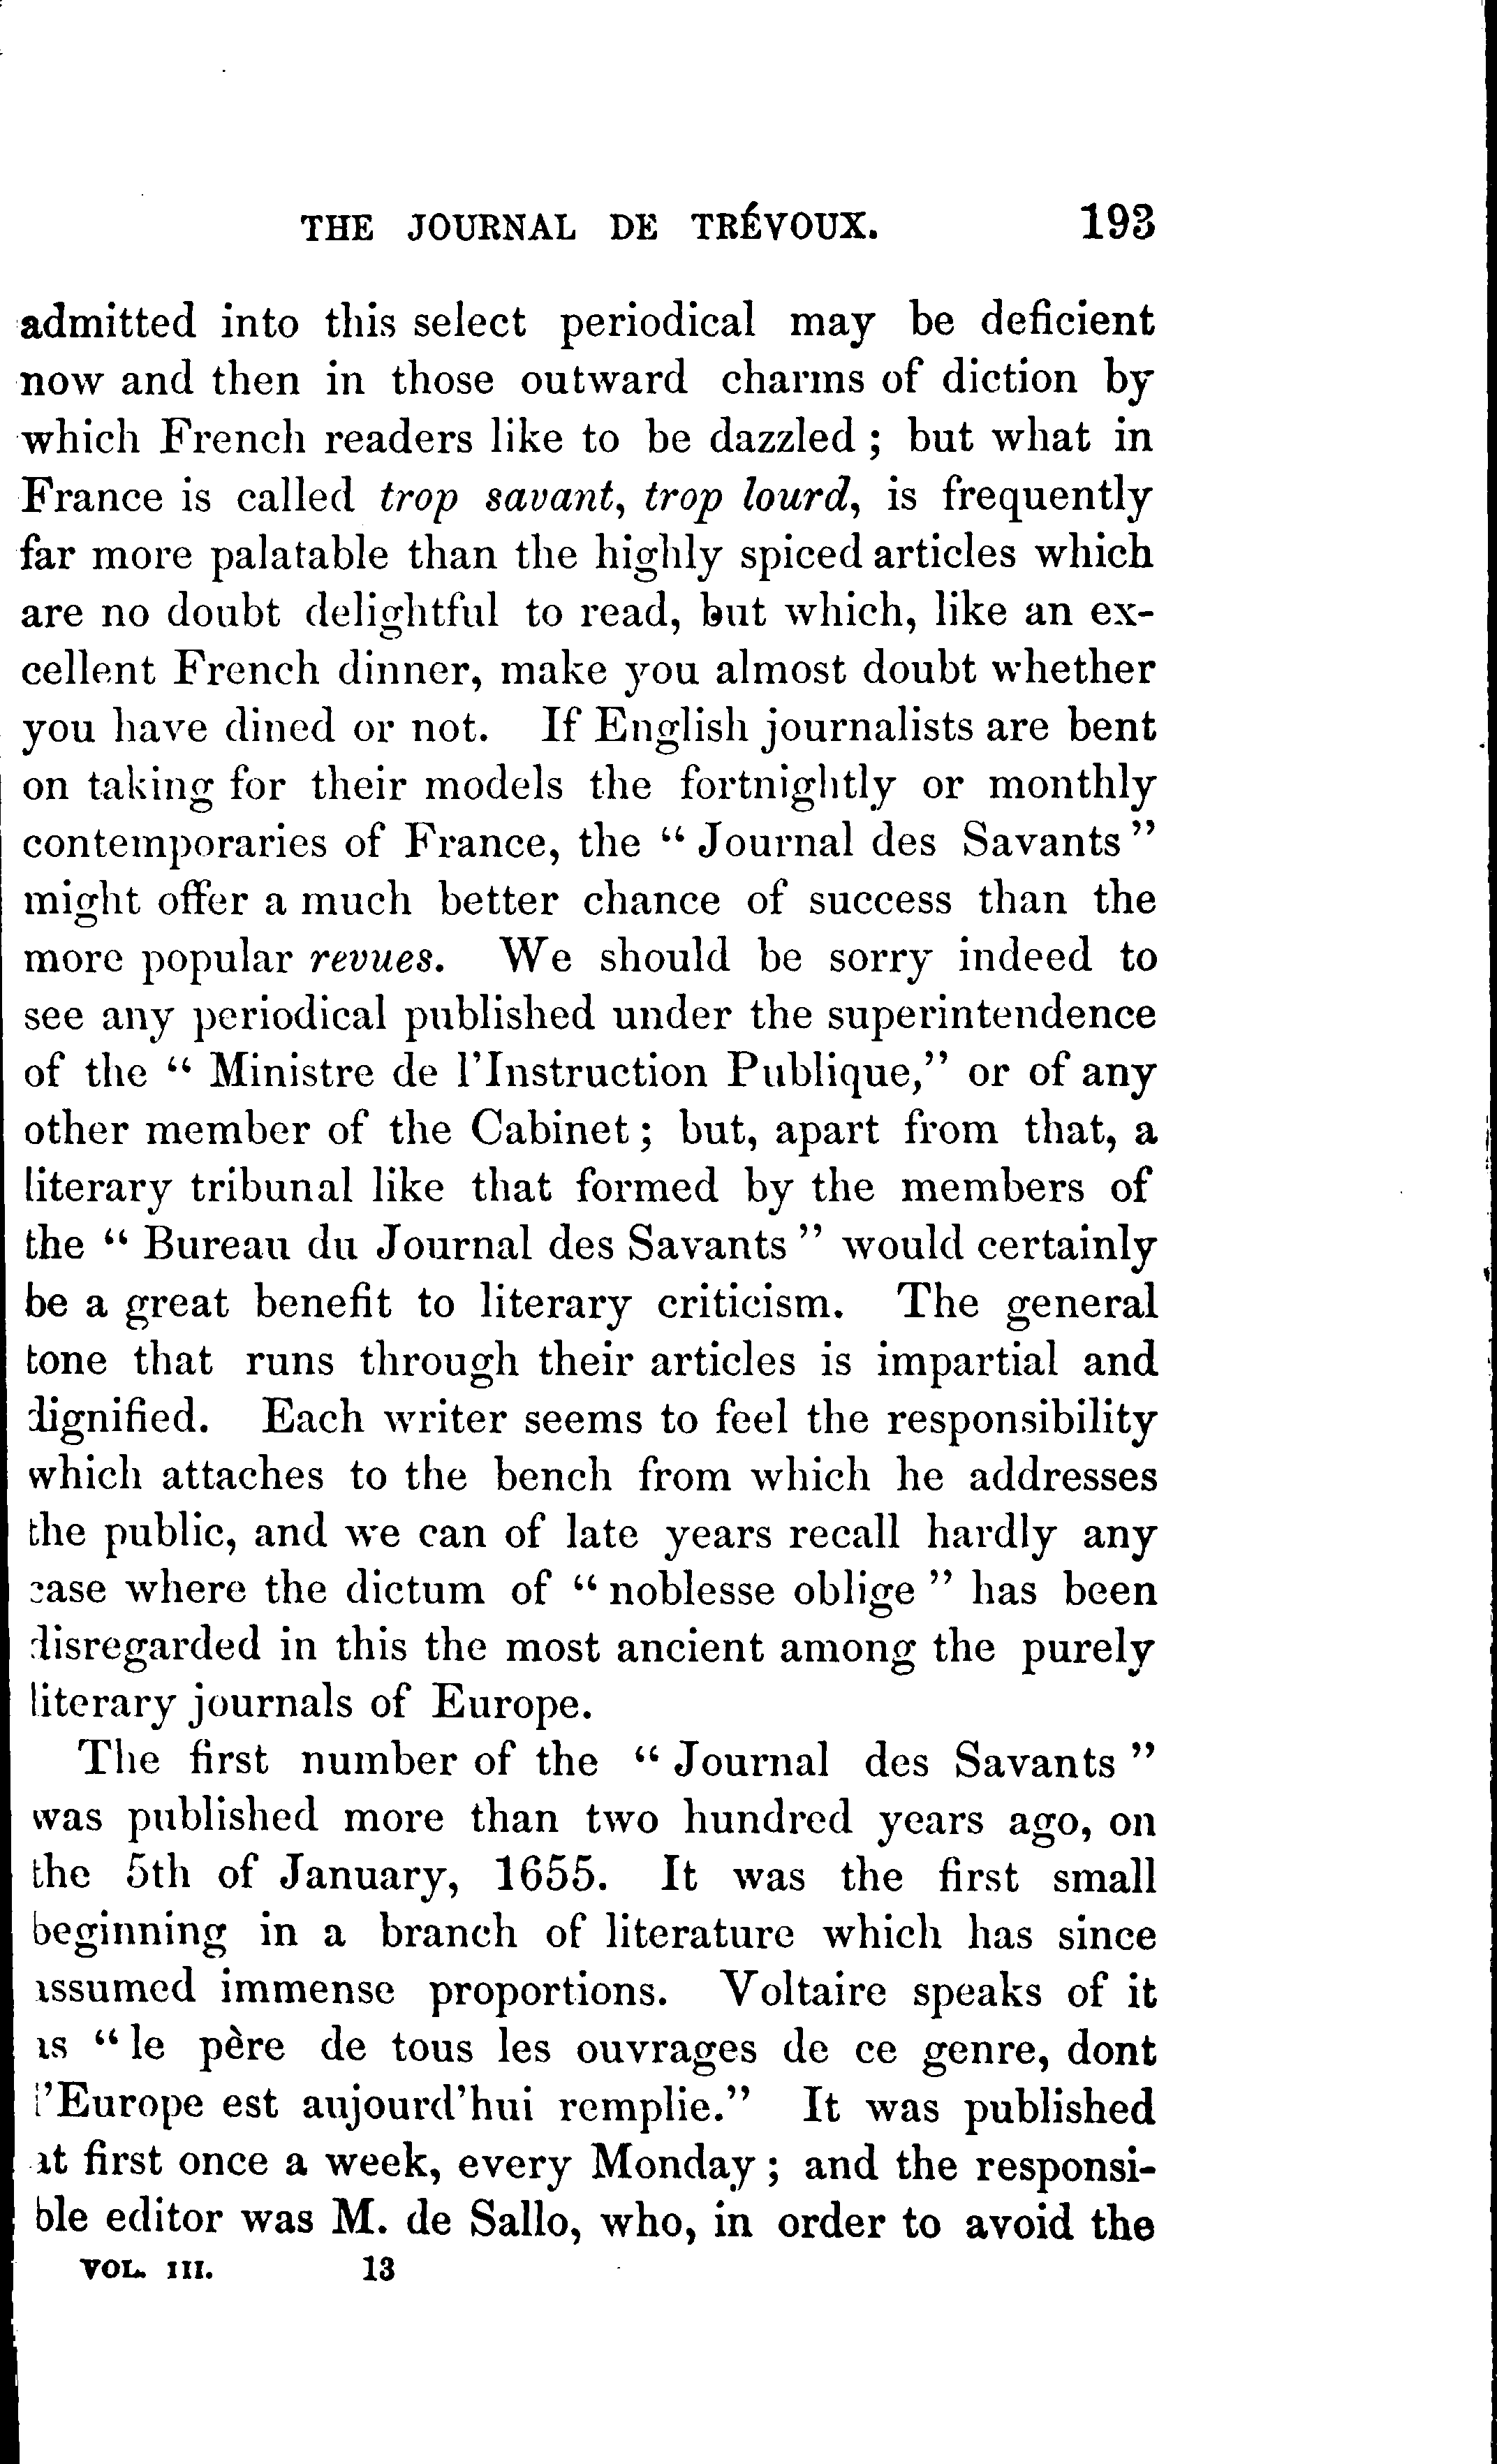 THE JOURNAL DE TRÉVOUX. 193
admitted into this select periodical may be deficient
now and then in those outward charms of diction by
which French readers like to be dazzled ; but what in
France is called trop savant, trop lourd, is frequently
far more palatable than the highly spiced articles which
are no doubt delightful to read, but which, like an ex-
cellent French dinner, make you almost doubt whether
you have dined or not. If English journalists are bent
on taking for their models the fortnightly or monthly
contemporaries of France, the “ Journal des Savants ”
might offer a much better chance of success than the
more popular revues. We should be sorry indeed to
see any periodical published under the superintendence
of the “ Ministre de l’Instruction Publique,” or of any
other member of the Cabinet ; but, apart from that, a
literary tribunal like that formed by the members of
the “ Bureau du Journal des Savants ” would certainly
be a great benefit to literary criticism. The general
tone that runs through their articles is impartial and
dignified. Each writer seems to feel the responsibility
which attaches to the bench from which he addresses
the public, and we can of late years recall hardly any
case where the dictum of “ noblesse oblige ” has been
disregarded in this the most ancient among the purely
literary journals of Europe.
The first number of the “ Journal des Savants ”
was published more than two hundred years ago, on
the 5th of January, 1655. It was the first small
beginning in a branch of literature which has since
assumed immense proportions. Voltaire speaks of it
as “ le père de tous les ouvrages de ce genre, dont
l’Europe est aujourd’hui remplie.” It was published
at first once a week, every Monday ; and the responsi-
ble editor was M. de Sallo, who, in order to avoid the
VOL. III. 13